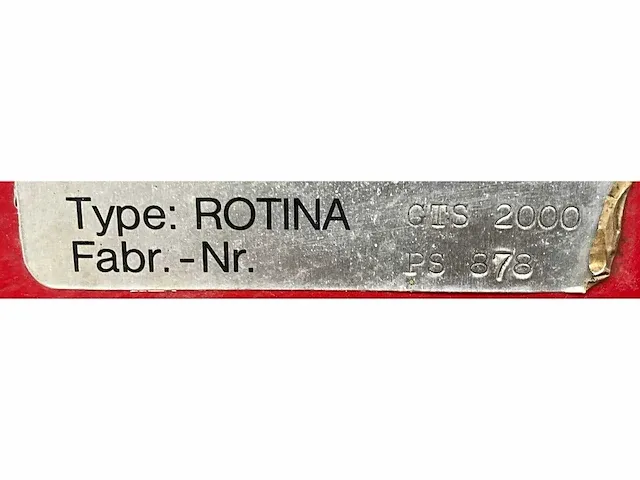 Type: ROTINA GTS 2000
Fabr.-Nr. PS 878